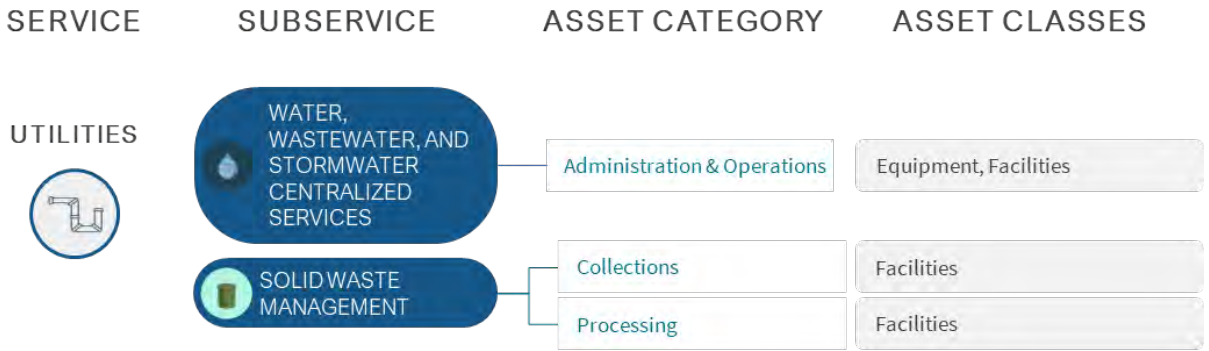 SERVICE SUBSERVICE ASSET CATEGORY ASSET CLASSES
UTILITIES
WATER,
WASTEWATER, AND
STORMWATER
CENTRALIZED
SERVICES
Administration & Operations
Equipment, Facilities
SOLID WASTE
MANAGEMENT
Collections
Facilities
Processing
Facilities